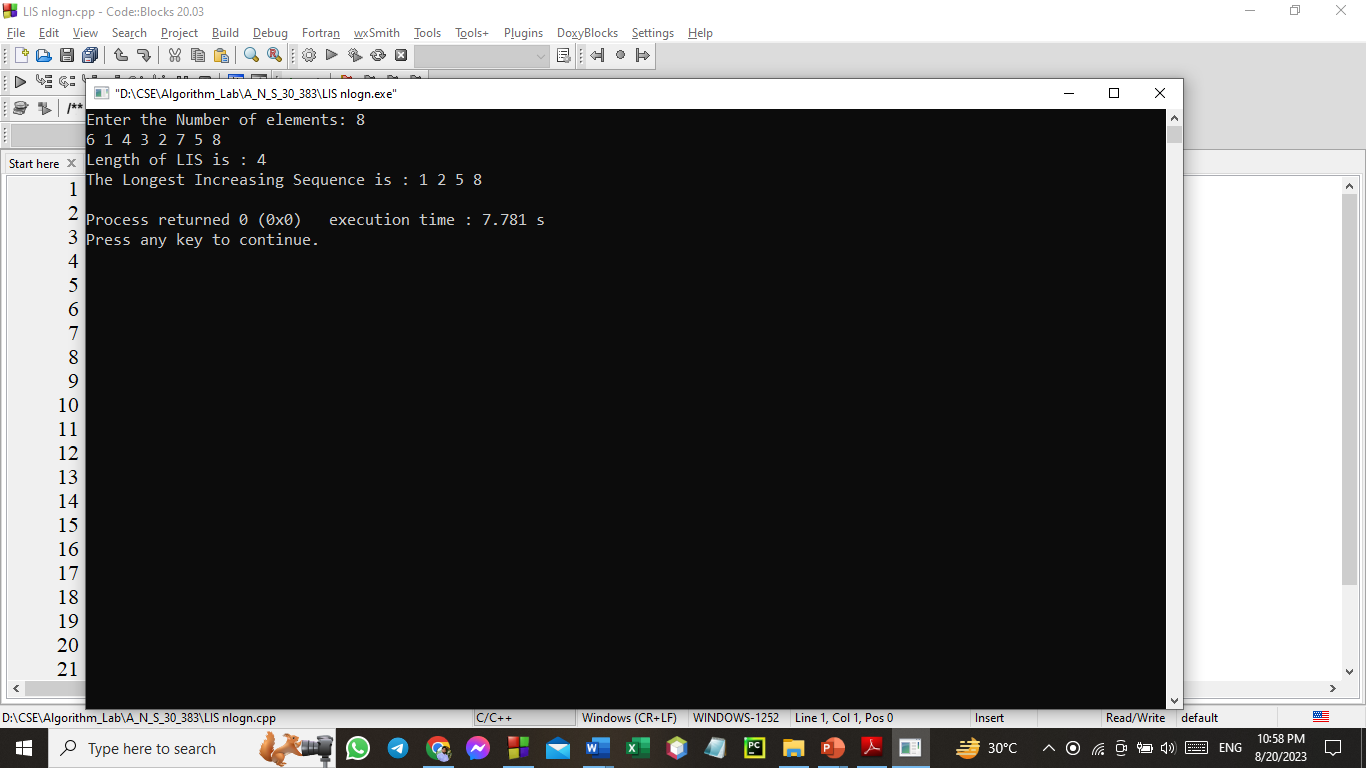 LIS nlogn.cpp - Code::Blocks 20.03
File Edit View Search Project Build Debug Fortran wxSmith Tools Tools+ Plugins DoxyBlocks Settings Help
/**
"D:\CSE\Algorithm_Lab\A_N_S_30_383\LIS nlogn.exe"
Enter the Number of elements: 8
6 1 4 3 2 7 5 8
Length of LIS is : 4
The Longest Increasing Sequence is : 1 2 5 8
Process returned 0 (0x0)   execution time : 7.781 s
Press any key to continue.
Start here
1
2
3
4
5
6
7
8
9
10
11
12
13
14
15
16
17
18
19
20
21
D:\CSE\Algorithm_Lab\A_N_S_30_383\LIS nlogn.cpp C/C++ Windows (CR+LF) WINDOWS-1252 Line 1, Col 1, Pos 0 Insert Read/Write default
Type here to search 30°C ENG 10:58 PM
8/20/2023